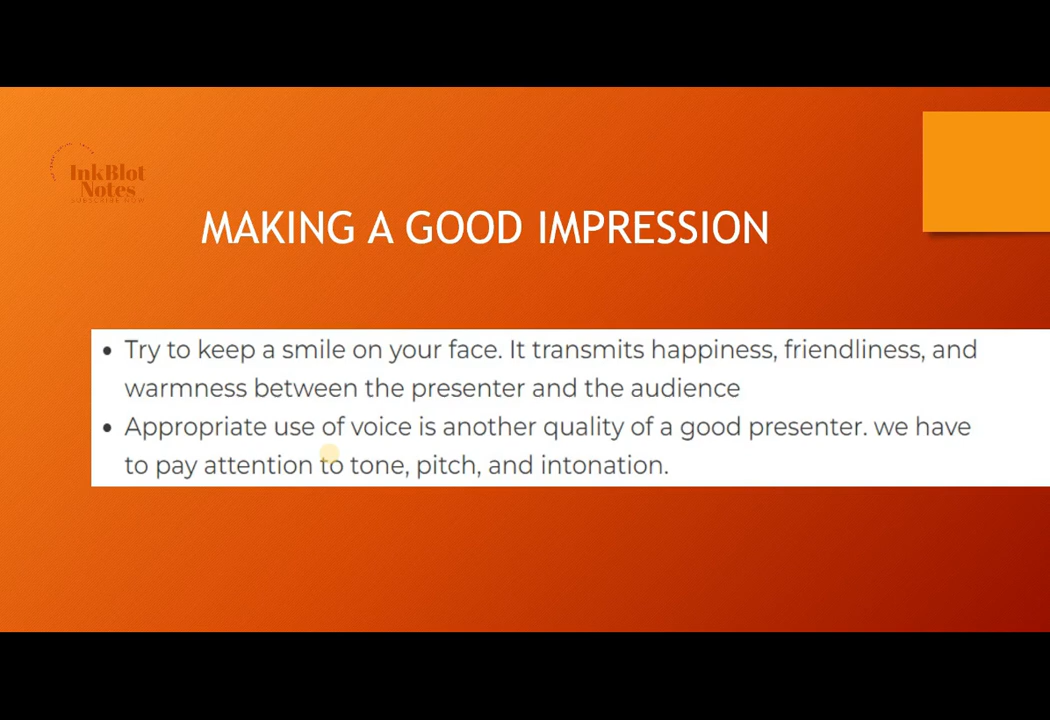 InkBlot
Notes
SUBSCRIBE NOW
MAKING A GOOD IMPRESSION
• Try to keep a smile on your face. It transmits happiness, friendliness, and
warmness between the presenter and the audience
• Appropriate use of voice is another quality of a good presenter. we have
to pay attention to tone, pitch, and intonation.